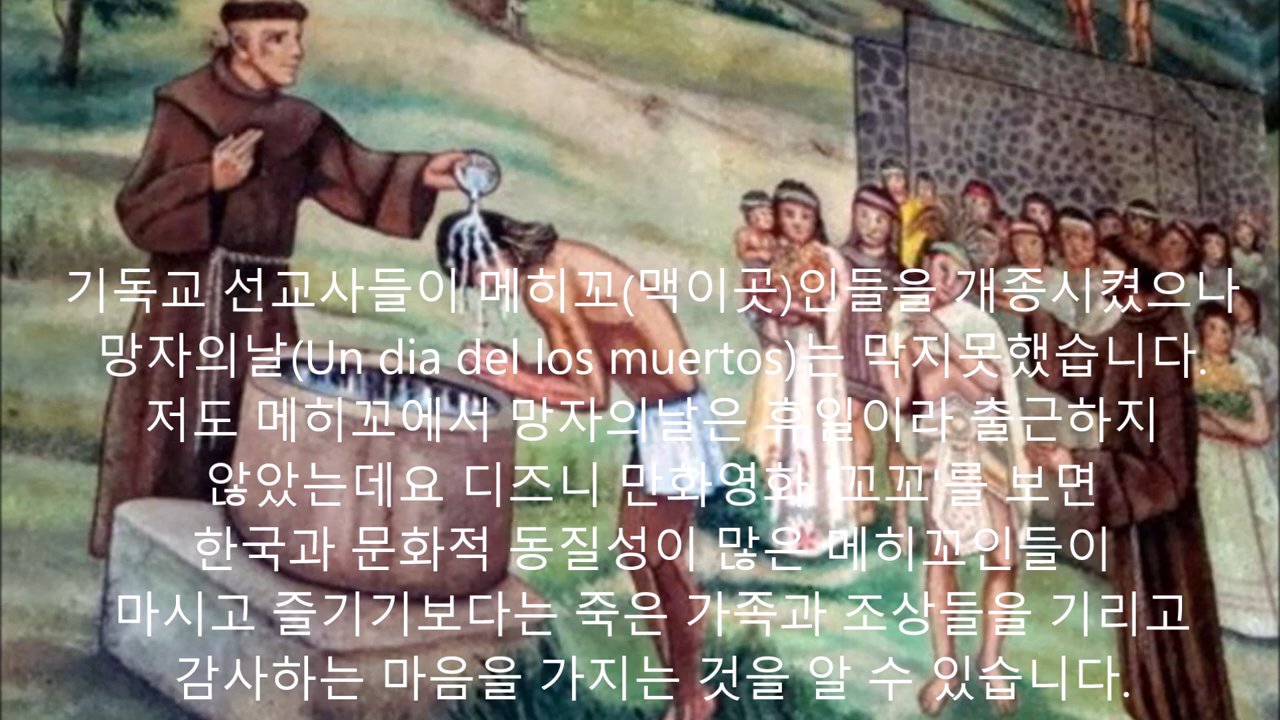 기독교 선교사들이 메히꼬(맥이곳)인들을 개종시켰으나
망자의날(Un dia del los muertos)는 막지못했습니다.
저도 메히꼬에서 망자의날은 휴일이라 출근하지
않았는데요 디즈니 만화영화 '꼬꼬'를 보면
한국과 문화적 동질성이 많은 메히꼬인들이
마시고 즐기기보다는 죽은 가족과 조상들을 기리고
감사하는 마음을 가지는 것을 알 수 있습니다.